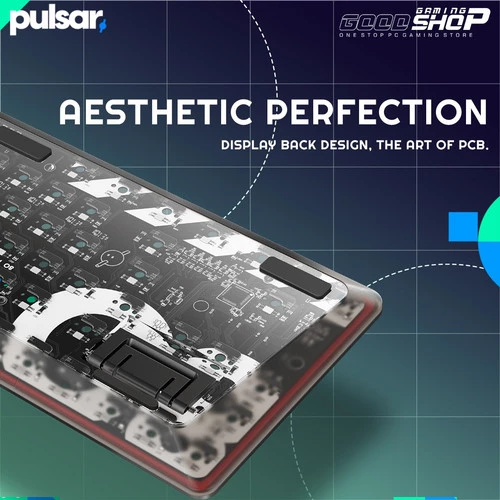 pulsar
GAMING
GOOD SHOP
ONE STOP PC GAMING STORE
AESTHETIC PERFECTION
DISPLAY BACK DESIGN, THE ART OF PCB.